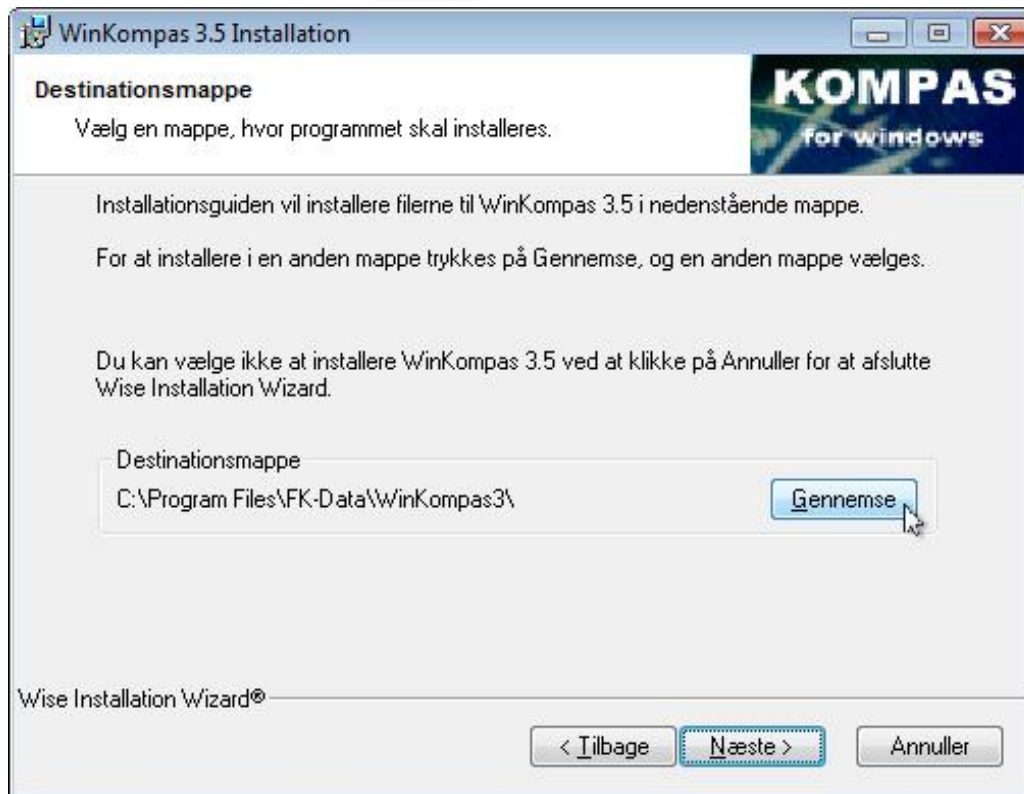 WinKompas 3.5 Installation
Destinationsmappe
Vælg en mappe, hvor programmet skal installeres.
KOMPAS
for windows
Installationsguiden vil installere filerne til WinKompas 3.5 i nedenstående mappe.
For at installere i en anden mappe trykkes på Gennemse, og en anden mappe vælges.
Du kan vælge ikke at installere WinKompas 3.5 ved at klikke på Annuller for at afslutte
Wise Installation Wizard.
Destinationsmappe
C:\Program Files\FK-Data\WinKompas3\
Gennemse
Wise Installation Wizard®
< Tilbage
Næste >
Annuller